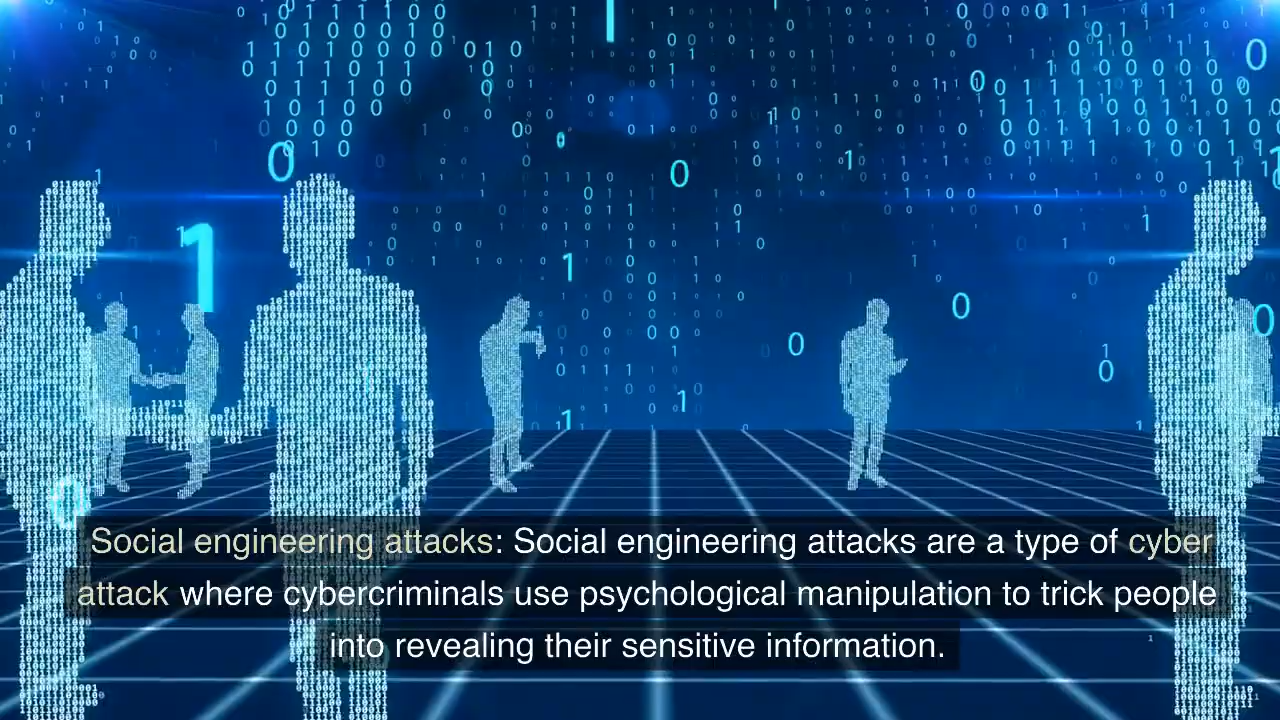 Social engineering attacks: Social engineering attacks are a type of cyber
attack where cybercriminals use psychological manipulation to trick people
into revealing their sensitive information.